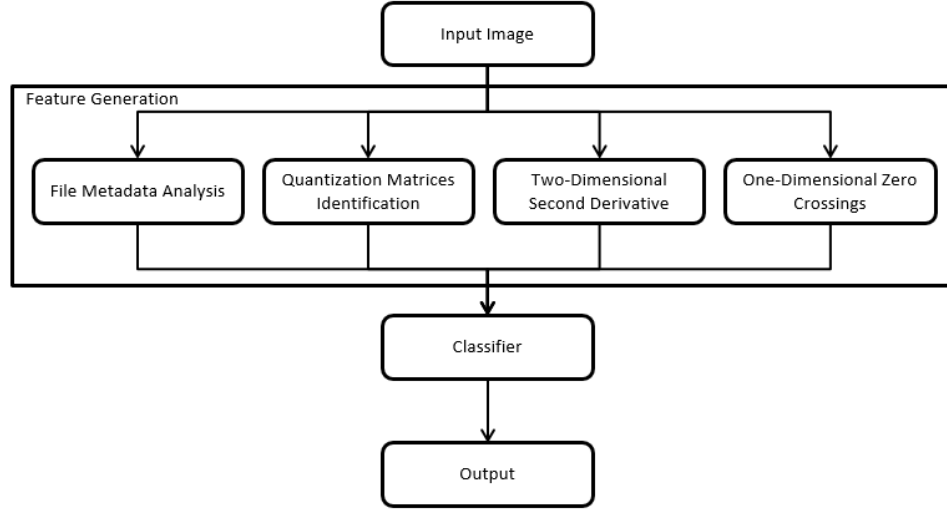 Input Image
Feature Generation
File Metadata Analysis
Quantization Matrices
Identification
Two-Dimensional
Second Derivative
One-Dimensional Zero
Crossings
Classifier
Output